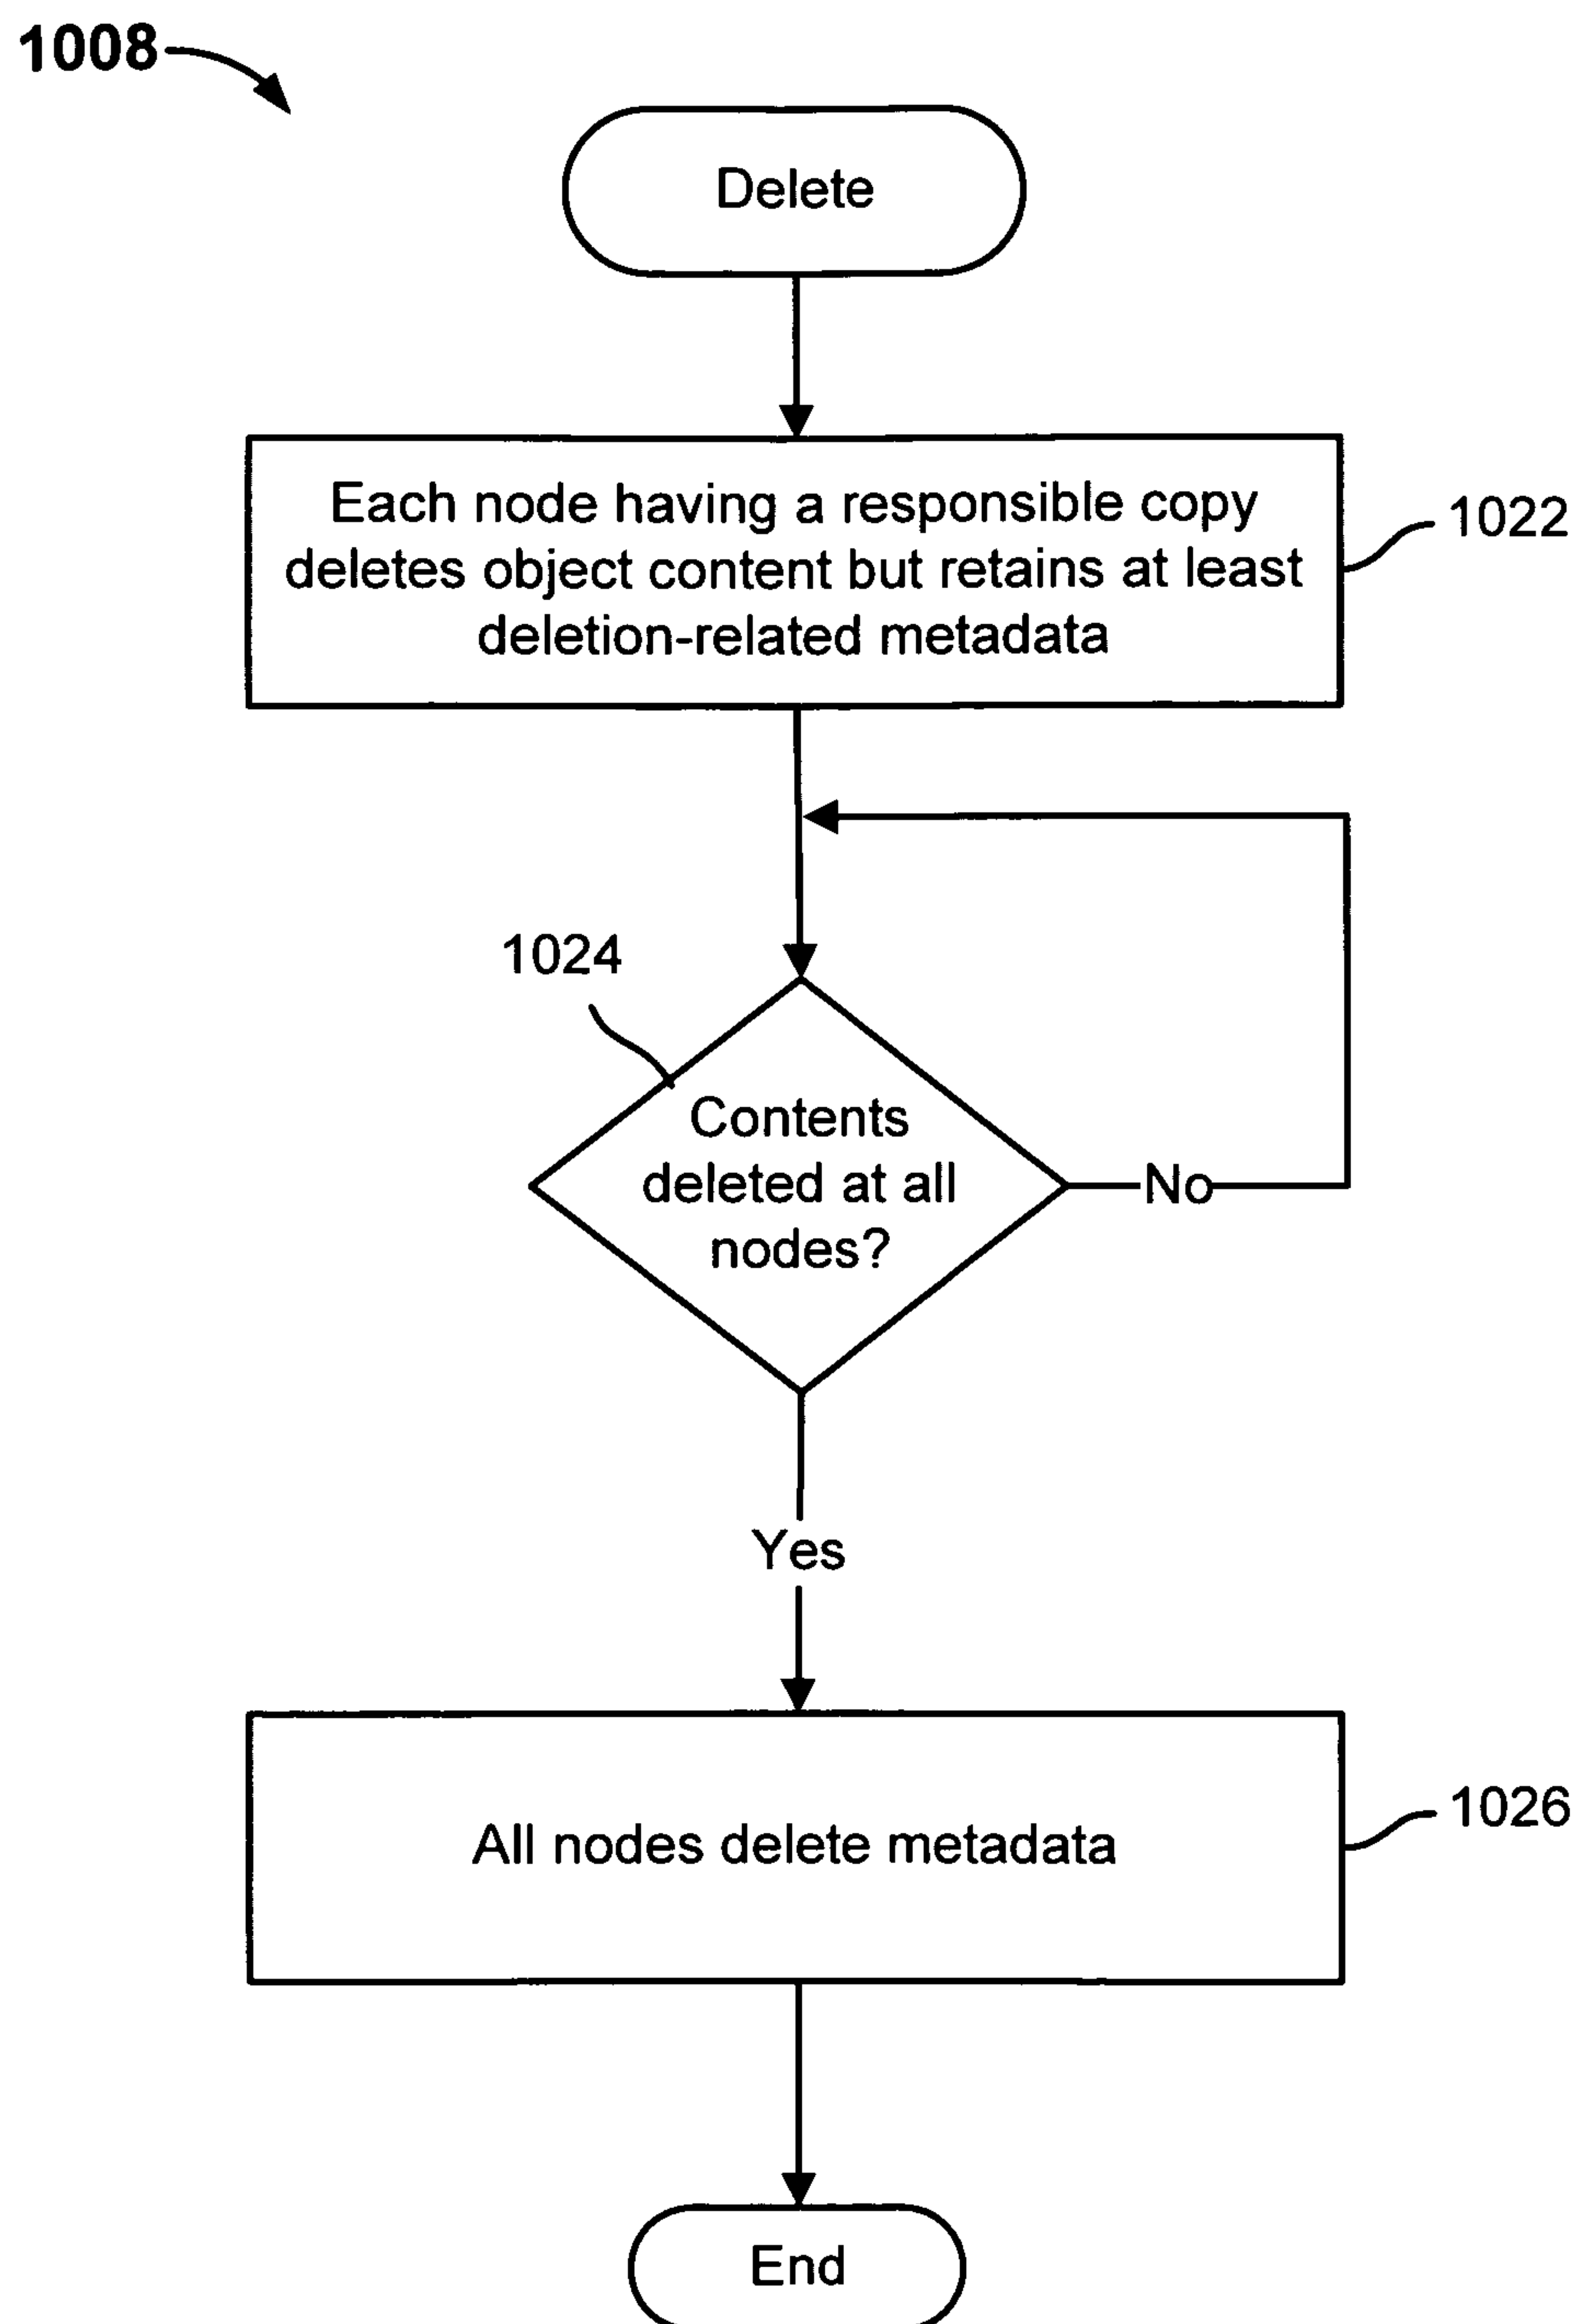 1008
Delete
Each node having a responsible copy
deletes object content but retains at least
deletion-related metadata
1022
1024
Contents
deleted at all
nodes?
No
Yes
All nodes delete metadata
1026
End